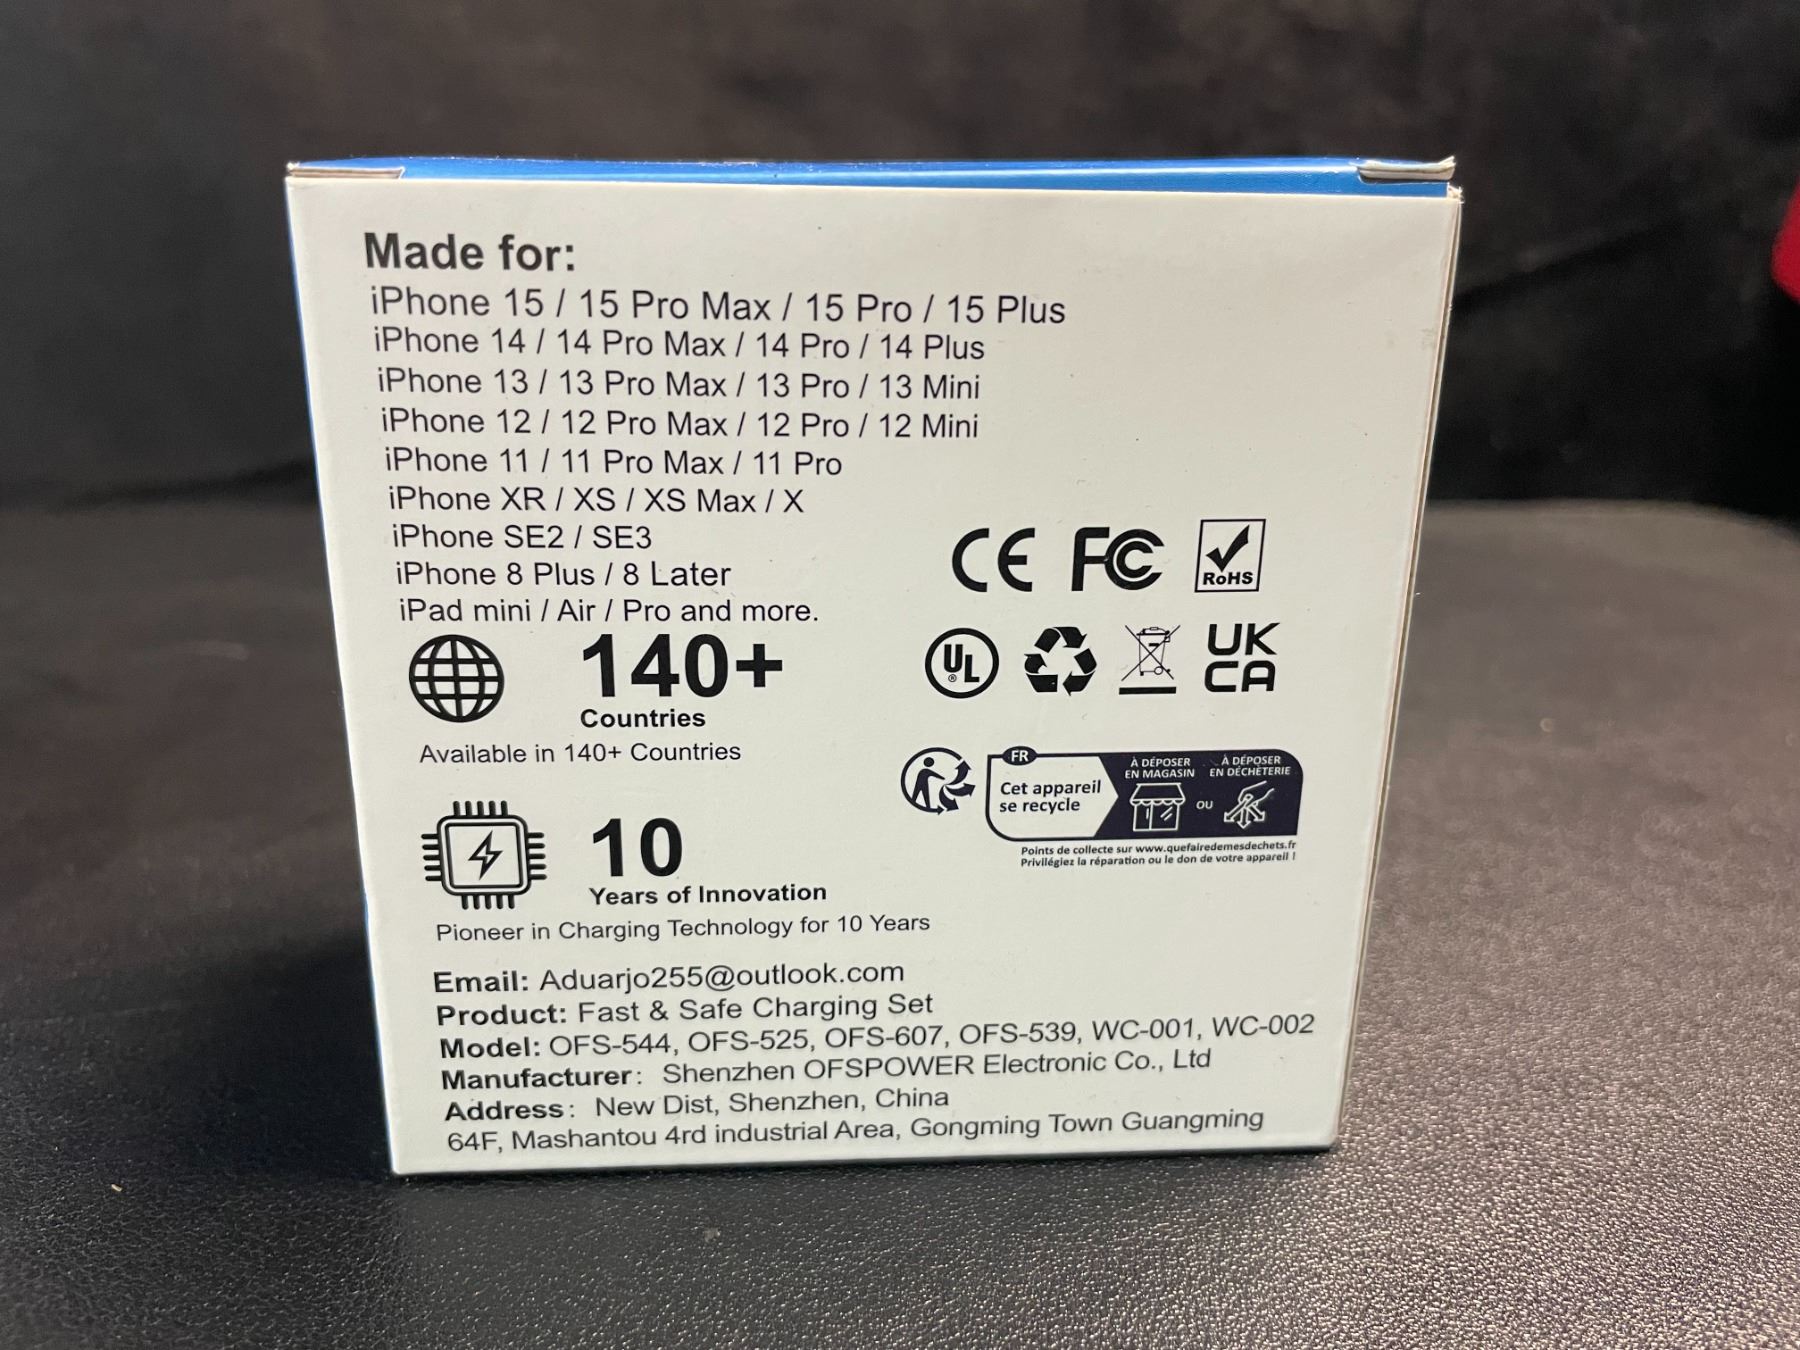 Made for:
iPhone 15 / 15 Pro Max / 15 Pro / 15 Plus
iPhone 14 / 14 Pro Max / 14 Pro / 14 Plus
iPhone 13 / 13 Pro Max / 13 Pro / 13 Mini
iPhone 12 / 12 Pro Max / 12 Pro / 12 Mini
iPhone 11 / 11 Pro Max / 11 Pro
iPhone XR / XS / XS Max / X
iPhone SE2 / SE3
iPhone 8 Plus / 8 Later
iPad mini / Air / Pro and more.
CE FC RoHS
UL ®
UK
CA
140+
Countries
Available in 140+ Countries
FR
Cet appareil
se recycle
À DÉPOSER
EN MAGASIN
OU
À DÉPOSER
EN DÉCHÈTERIE
Points de collecte sur www.quefairedemesdechets.fr
Privilégiez la réparation ou le don de votre appareil !
10
Years of Innovation
Pioneer in Charging Technology for 10 Years
Email: Aduarjo255@outlook.com
Product: Fast & Safe Charging Set
Model: OFS-544, OFS-525, OFS-607, OFS-539, WC-001, WC-002
Manufacturer: Shenzhen OFSPOWER Electronic Co., Ltd
Address: New Dist, Shenzhen, China
64F, Mashantou 4rd industrial Area, Gongming Town Guangming